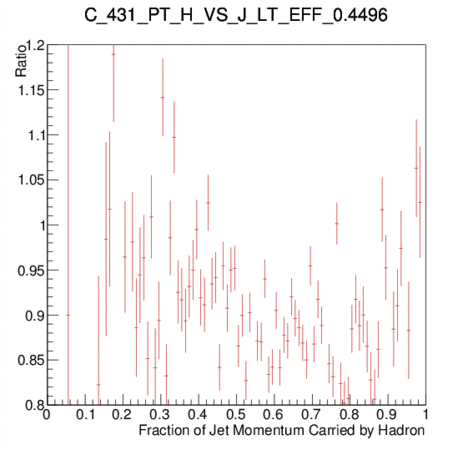 C_431_PT_H_VS_J_LT_EFF_0.4496
Ratio
1.2
1.15
1.1
1.05
1
0.95
0.9
0.85
0.8
0 0.1 0.2 0.3 0.4 0.5 0.6 0.7 0.8 0.9 1
Fraction of Jet Momentum Carried by Hadron